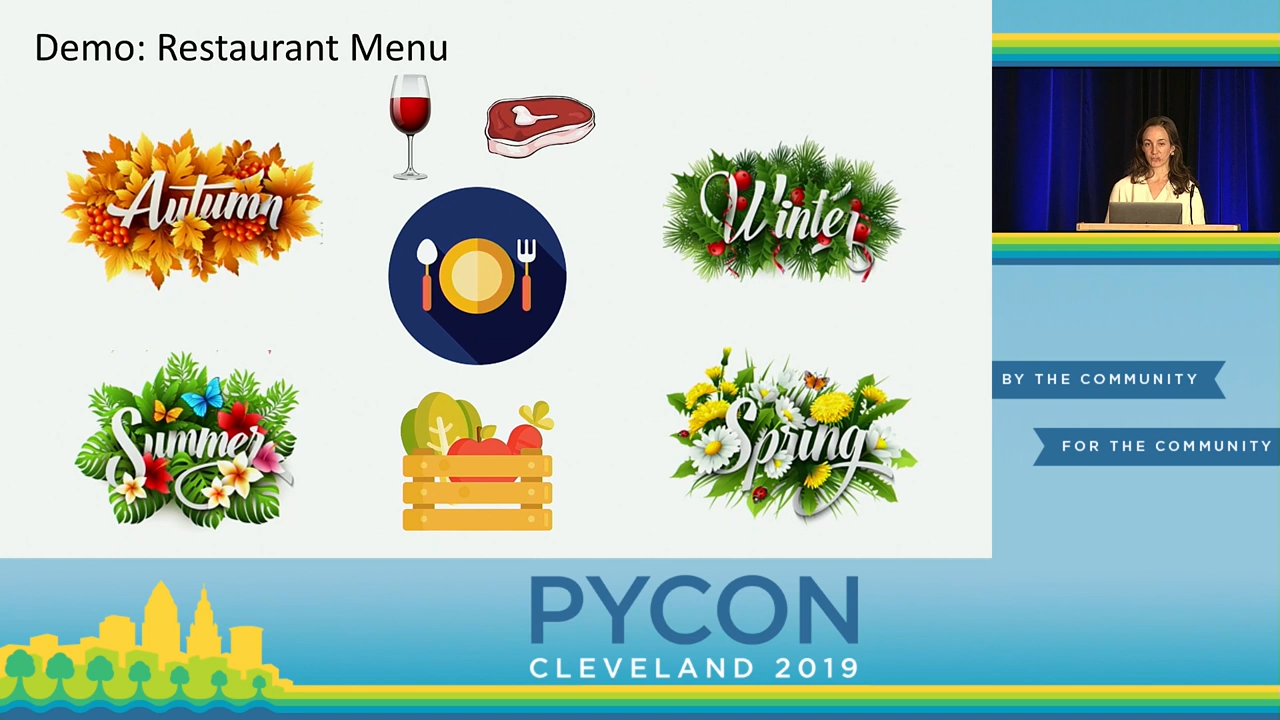 Demo: Restaurant Menu
Autumn
Winter
Summer
Spring
BY THE COMMUNITY
FOR THE COMMUNITY
PYCON
CLEVELAND 2019